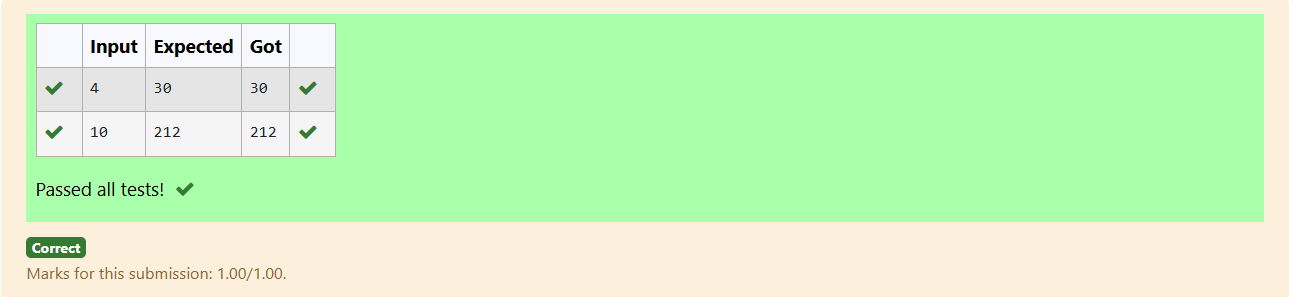 Input Expected Got
4 30 30
10 212 212
Passed all tests!
Correct
Marks for this submission: 1.00/1.00.